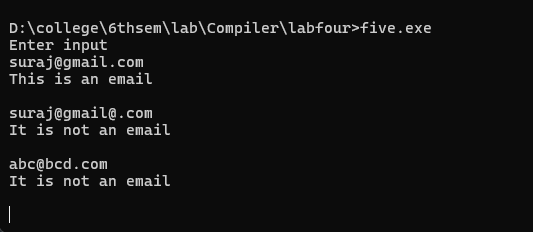 D:\college\6thsem\lab\Compiler\labfour>five.exe
Enter input
suraj@gmail.com
This is an email
suraj@gmail@.com
It is not an email
abc@bcd.com
It is not an email